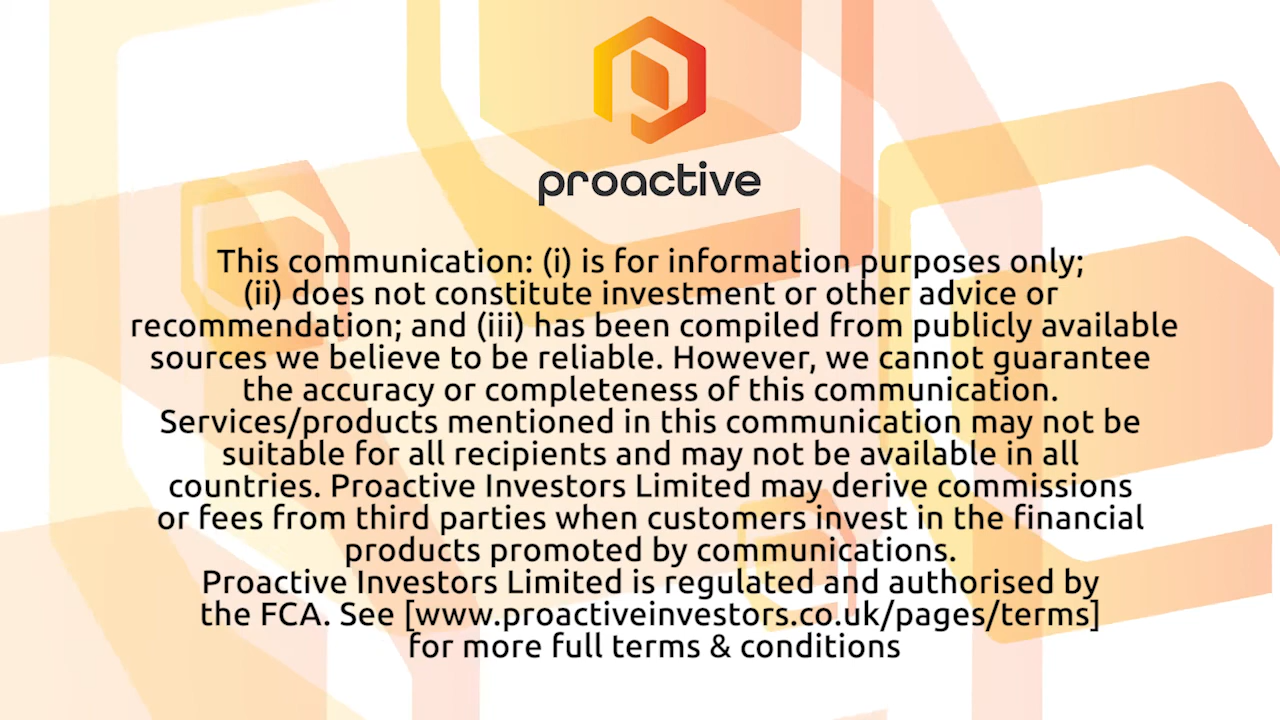 proactive
This communication: (i) is for information purposes only;
(ii) does not constitute investment or other advice or
recommendation; and (iii) has been compiled from publicly available
sources we believe to be reliable. However, we cannot guarantee
the accuracy or completeness of this communication.
Services/products mentioned in this communication may not be
suitable for all recipients and may not be available in all
countries. Proactive Investors Limited may derive commissions
or fees from third parties when customers invest in the financial
products promoted by communications.
Proactive Investors Limited is regulated and authorised by
the FCA. See [www.proactiveinvestors.co.uk/pages/terms]
for more full terms & conditions